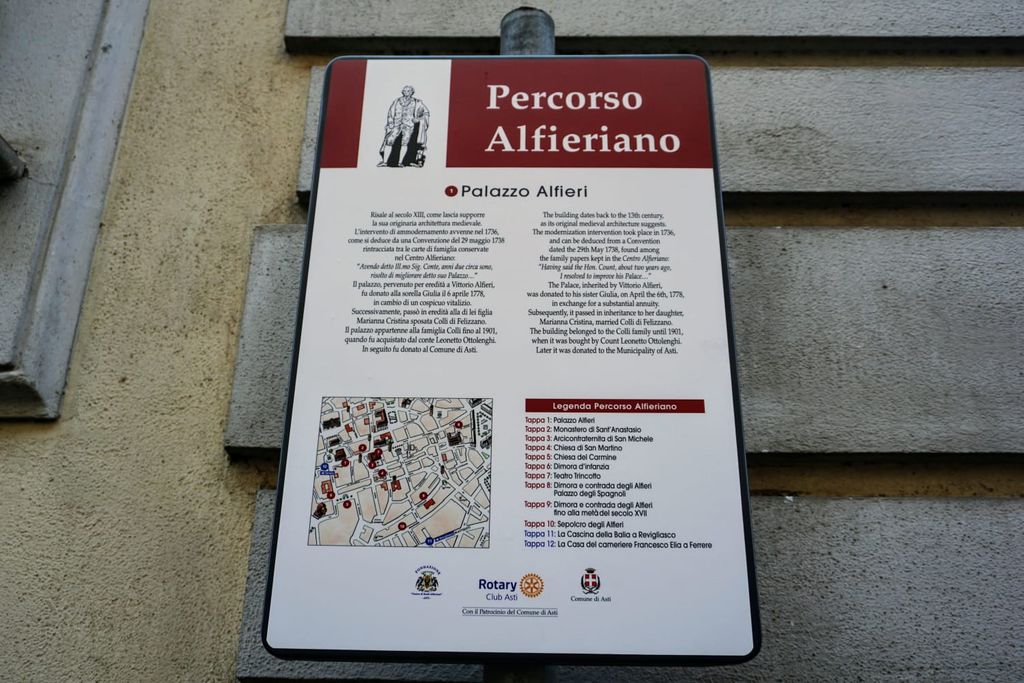 Percorso
Alfieriano
1 Palazzo Alfieri
Risale al secolo XIII, come lascia supporre
la sua originaria architettura medievale.
L'intervento di ammodernamento avvenne nel 1736,
come si deduce da una Convenzione del 29 maggio 1738
rintracciata tra le carte di famiglia conservate
nel Centro Alfieriano:
"Avendo detto Ill.mo Sig. Conte, anni due circa sono,
risolto di migliorare detto suo Palazzo..."
Il palazzo, pervenuto per eredità a Vittorio Alfieri,
fu donato alla sorella Giulia il 6 aprile 1778,
in cambio di un cospicuo vitalizio.
Successivamente, passò in eredità alla di lei figlia
Marianna Cristina sposata Colli di Felizzano.
Il palazzo appartenne alla famiglia Colli fino al 1901,
quando fu acquistato dal conte Leonetto Ottolenghi.
In seguito fu donato al Comune di Asti.
The building dates back to the 13th century,
as its original medieval architecture suggests.
The modernization intervention took place in 1736,
and can be deduced from a Convention
dated the 29th May 1738, found among
the family papers kept in the Centro Alfieriano:
"Having said the Hon. Count, about two years ago,
I resolved to improve his Palace..."
The Palace, inherited by Vittorio Alfieri,
was donated to his sister Giulia, on April the 6th, 1778,
in exchange for a substantial annuity.
Subsequently, it passed in inheritance to her daughter,
Marianna Cristina, married Colli di Felizzano.
The building belonged to the Colli family until 1901,
when it was bought by Count Leonetto Ottolenghi.
Later it was donated to the Municipality of Asti.
Legenda Percorso Alfieriano
Tappa 1: Palazzo Alfieri
Tappa 2: Monastero di Sant'Anastasio
Tappa 3: Arciconfraternita di San Michele
Tappa 4: Chiesa di San Martino
Tappa 5: Chiesa del Carmine
Tappa 6: Dimora d'infanzia
Tappa 7: Teatro Trincotto
Tappa 8: Dimora e contrada degli Alfieri
Palazzo degli Spagnoli
Tappa 9: Dimora e contrada degli Alfieri
fino alla metà del secolo XVII
Tappa 10: Sepolcro degli Alfieri
Tappa 11: La Cascina della Balia a Revigliasco
Tappa 12: La Casa del cameriere Francesco Elia a Ferrere
FONDAZIONE
Rotary
Club Asti
Comune di Asti
Con il Patrocinio del Comune di Asti